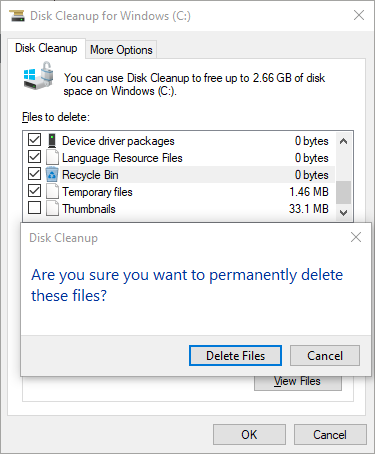 Disk Cleanup for Windows (C:)
Disk Cleanup
More Options
You can use Disk Cleanup to free up to 2.66 GB of disk
space on Windows (C:).
Files to delete:
Device driver packages 0 bytes
Language Resource Files 0 bytes
Recycle Bin 0 bytes
Temporary files 1.46 MB
Thumbnails 33.1 MB
Disk Cleanup
Are you sure you want to permanently delete
these files?
Delete Files
Cancel
View Files
OK
Cancel